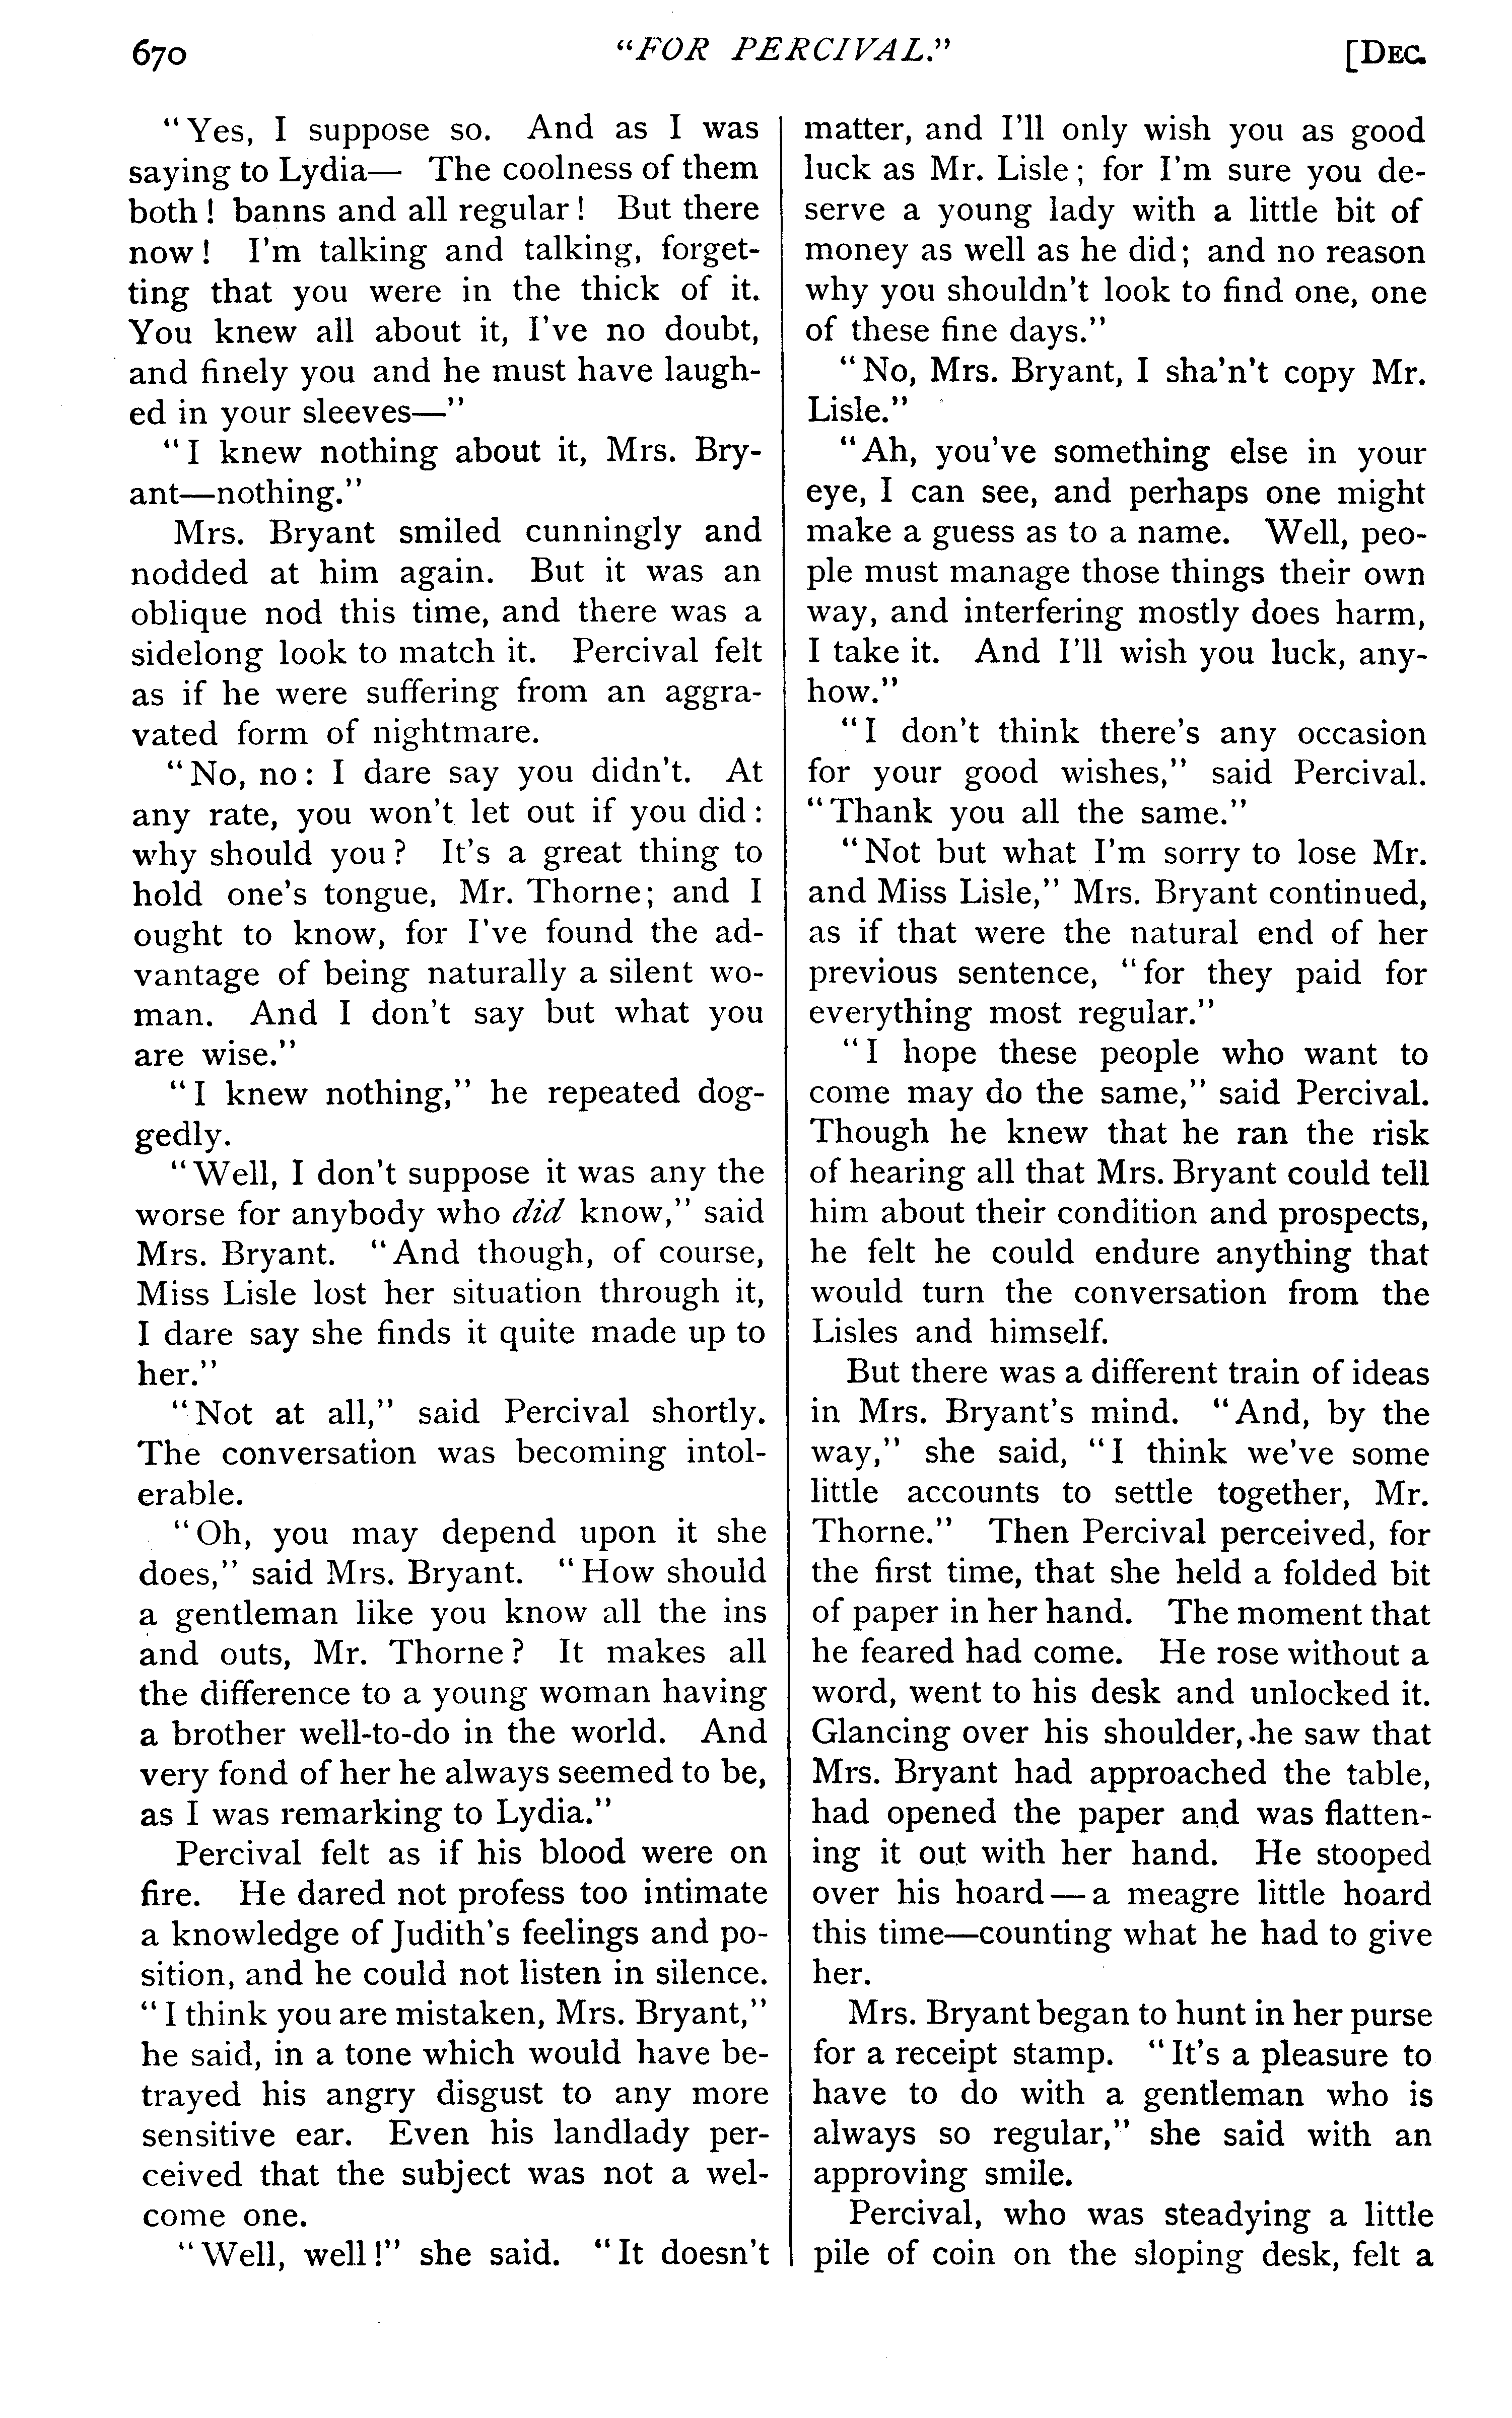 670 "FOR PERCIVAL." [DEC.
"Yes, I suppose so. And as I was
saying to Lydia— The coolness of them
both! banns and all regular! But there
now! I'm talking and talking, forget-
ting that you were in the thick of it.
You knew all about it, I've no doubt,
and finely you and he must have laugh-
ed in your sleeves—"
"I knew nothing about it, Mrs. Bry-
ant—nothing."
Mrs. Bryant smiled cunningly and
nodded at him again. But it was an
oblique nod this time, and there was a
sidelong look to match it. Percival felt
as if he were suffering from an aggra-
vated form of nightmare.
"No, no: I dare say you didn't. At
any rate, you won't let out if you did:
why should you? It's a great thing to
hold one's tongue, Mr. Thorne; and I
ought to know, for I've found the ad-
vantage of being naturally a silent wo-
man. And I don't say but what you
are wise."
"I knew nothing," he repeated dog-
gedly.
"Well, I don't suppose it was any the
worse for anybody who did know," said
Mrs. Bryant. "And though, of course,
Miss Lisle lost her situation through it,
I dare say she finds it quite made up to
her."
"Not at all," said Percival shortly.
The conversation was becoming intol-
erable.
"Oh, you may depend upon it she
does," said Mrs. Bryant. "How should
a gentleman like you know all the ins
and outs, Mr. Thorne? It makes all
the difference to a young woman having
a brother well-to-do in the world. And
very fond of her he always seemed to be,
as I was remarking to Lydia."
Percival felt as if his blood were on
fire. He dared not profess too intimate
a knowledge of Judith's feelings and po-
sition, and he could not listen in silence.
"I think you are mistaken, Mrs. Bryant,"
he said, in a tone which would have be-
trayed his angry disgust to any more
sensitive ear. Even his landlady per-
ceived that the subject was not a wel-
come one.
"Well, well!" she said. "It doesn't
matter, and I'll only wish you as good
luck as Mr. Lisle; for I'm sure you de-
serve a young lady with a little bit of
money as well as he did; and no reason
why you shouldn't look to find one, one
of these fine days."
"No, Mrs. Bryant, I sha'n't copy Mr.
Lisle."
"Ah, you've something else in your
eye, I can see, and perhaps one might
make a guess as to a name. Well, peo-
ple must manage those things their own
way, and interfering mostly does harm,
I take it. And I'll wish you luck, any-
how."
"I don't think there's any occasion
for your good wishes," said Percival.
"Thank you all the same."
"Not but what I'm sorry to lose Mr.
and Miss Lisle," Mrs. Bryant continued,
as if that were the natural end of her
previous sentence, "for they paid for
everything most regular."
"I hope these people who want to
come may do the same," said Percival.
Though he knew that he ran the risk
of hearing all that Mrs. Bryant could tell
him about their condition and prospects,
he felt he could endure anything that
would turn the conversation from the
Lisles and himself.
But there was a different train of ideas
in Mrs. Bryant's mind. "And, by the
way," she said, "I think we've some
little accounts to settle together, Mr.
Thorne." Then Percival perceived, for
the first time, that she held a folded bit
of paper in her hand. The moment that
he feared had come. He rose without a
word, went to his desk and unlocked it.
Glancing over his shoulder, he saw that
Mrs. Bryant had approached the table,
had opened the paper and was flatten-
ing it out with her hand. He stooped
over his hoard—a meagre little hoard
this time—counting what he had to give
her.
Mrs. Bryant began to hunt in her purse
for a receipt stamp. "It's a pleasure to
have to do with a gentleman who is
always so regular," she said with an
approving smile.
Percival, who was steadying a little
pile of coin on the sloping desk, felt a